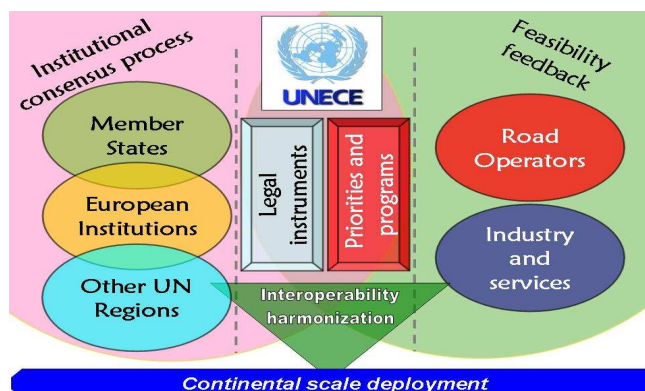 Institutional
consensus process
Member
States
European
Institutions
Other UN
Regions
UNECE
Legal
instruments
Priorities and
programs
Interoperability
harmonization
Feasibility
feedback
Road
Operators
Industry
and
services
Continental scale deployment